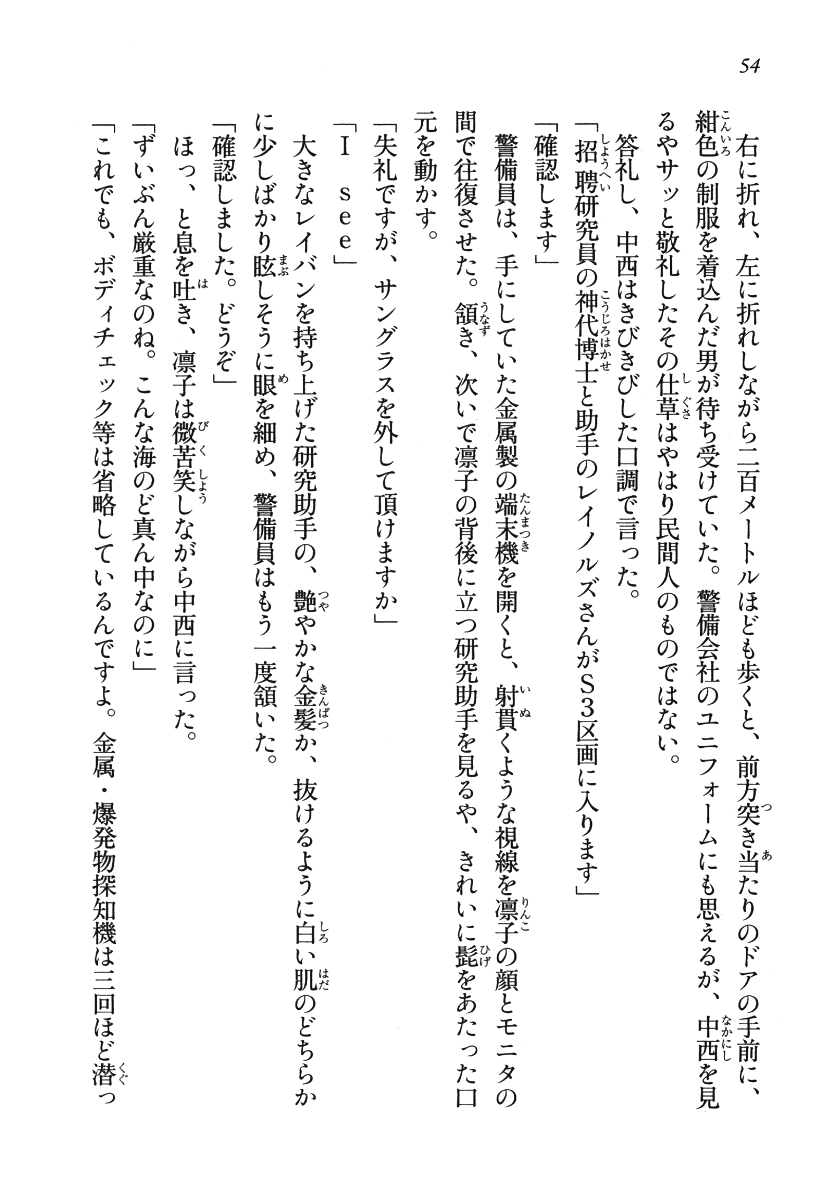 54
右に折れ、左に折れしながら二百メートルほども歩くと、前方突き当たりのドアの手前に、
紺色の制服を着込んだ男が待ち受けていた。警備会社のユニフォームにも思えるが、中西を見
るやサッと敬礼したその仕草はやはり民間人のものではない。
答礼し、中西はきびきびした口調で言った。
「招聘研究員の神代博士と助手のレイノルズさんがS3区画に入ります」
「確認します」
警備員は、手にしていた金属製の端末機を開くと、射貫くような視線を凛子の顔とモニタの
間で往復させた。頷き、次いで凛子の背後に立つ研究助手を見るや、きれいに髭をあたった口
元を動かす。
「失礼ですが、サングラスを外して頂けますか」
「I see」
大きなレイバンを持ち上げた研究助手の、艶やかな金髪か、抜けるように白い肌のどちらか
に少しばかり眩しそうに眼を細め、警備員はもう一度頷いた。
「確認しました。どうぞ」
ほっ、と息を吐き、凛子は微苦笑しながら中西に言った。
「ずいぶん厳重なのね。こんな海のど真ん中なのに」
「これでも、ボディチェック等は省略しているんですよ。金属・爆発物探知機は三回ほど潜っ